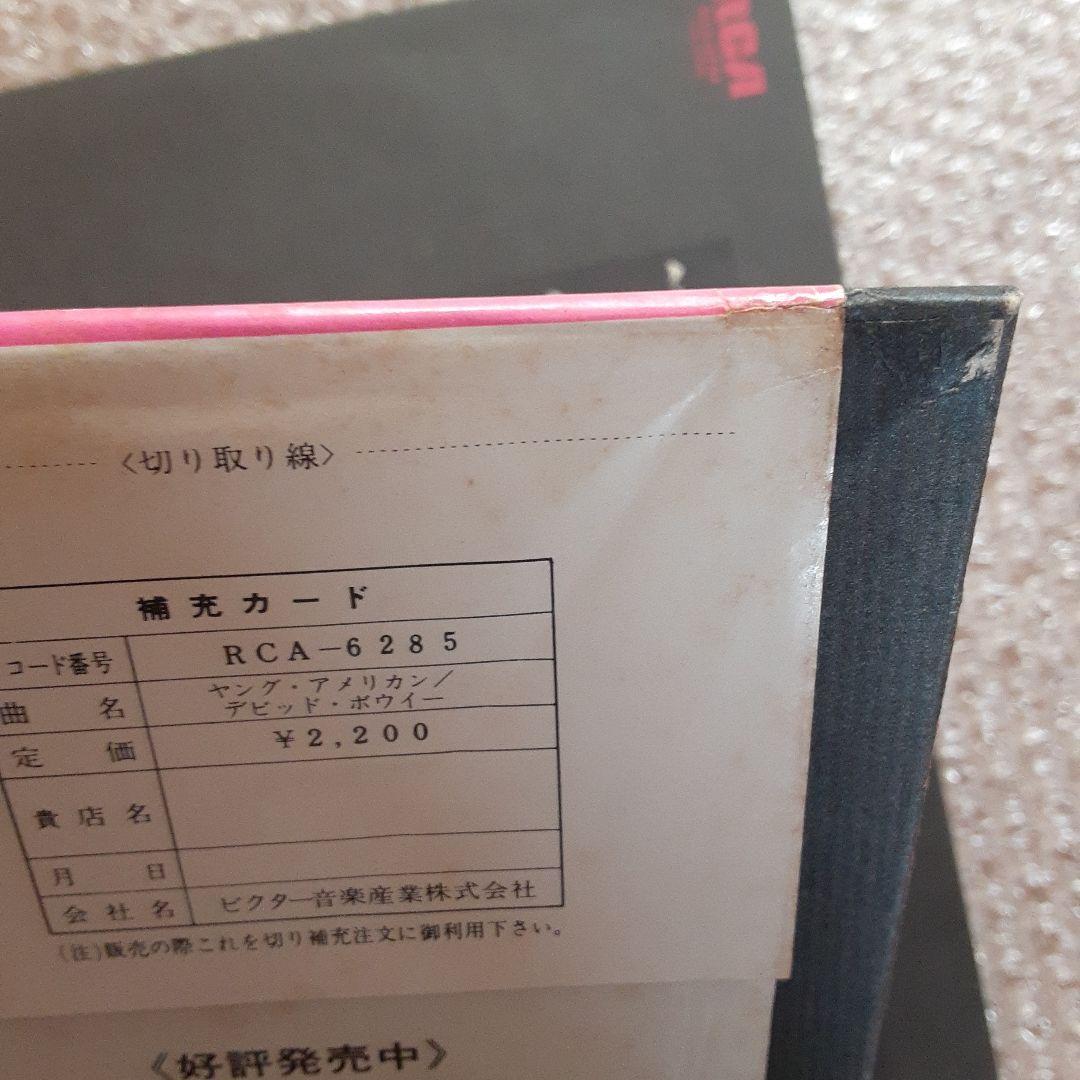 RCA
〈切り取り線〉
補充カード
コード番号 RCA-6285
曲名 ヤング・アメリカン/
デビッド・ボウイー
定価 ¥2,200
貴店名
月日
会社名 ビクター音楽産業株式会社
(注)販売の際これを切り補充注文に御利用下さい。
《好評発売中》